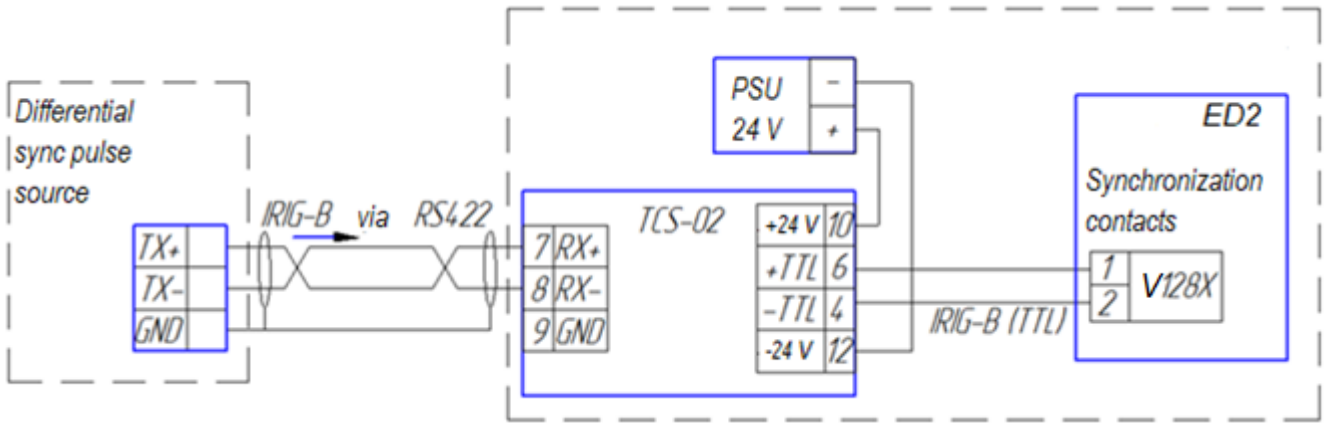 Differential
sync pulse
source
TX+
TX-
GND
IRIG-B via RS422
PSU
24 V
-
+
TCS-02
7 RX+
8 RX-
9 GND
+24 V 10
+TTL 6
-TTL 4
-24 V 12
IRIG-B (TTL)
ED2
Synchronization
contacts
1
2
V128X